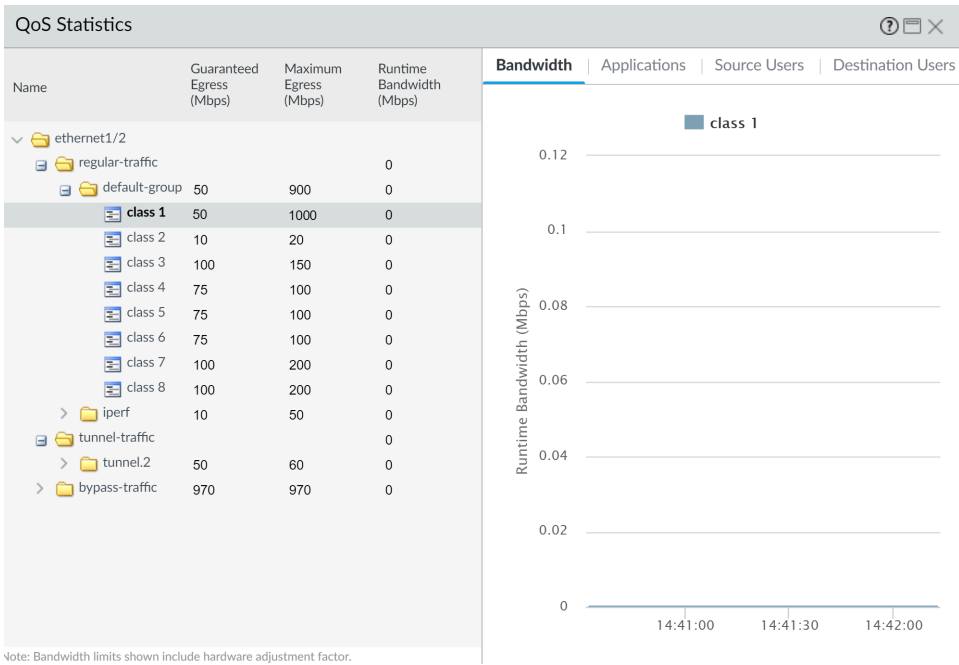 QoS Statistics
Name
Guaranteed
Egress
(Mbps)
Maximum
Egress
(Mbps)
Runtime
Bandwidth
(Mbps)
ethernet1/2
regular-traffic 0
default-group 50 900 0
class 1 50 1000 0
class 2 10 20 0
class 3 100 150 0
class 4 75 100 0
class 5 75 100 0
class 6 75 100 0
class 7 100 200 0
class 8 100 200 0
iperf 10 50 0
tunnel-traffic 0
tunnel.2 50 60 0
bypass-traffic 970 970 0
Note: Bandwidth limits shown include hardware adjustment factor.
Bandwidth | Applications | Source Users | Destination Users
class 1
Runtime Bandwidth (Mbps)
0.12
0.1
0.08
0.06
0.04
0.02
0
14:41:00 14:41:30 14:42:00